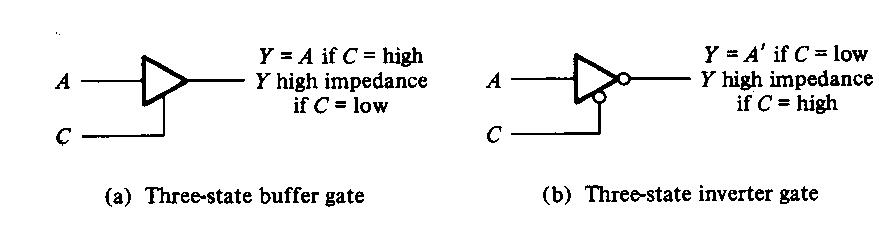 A
C
Y = A if C = high
Y high impedance
if C = low
(a) Three-state buffer gate
A
C
Y = A' if C = low
Y high impedance
if C = high
(b) Three-state inverter gate